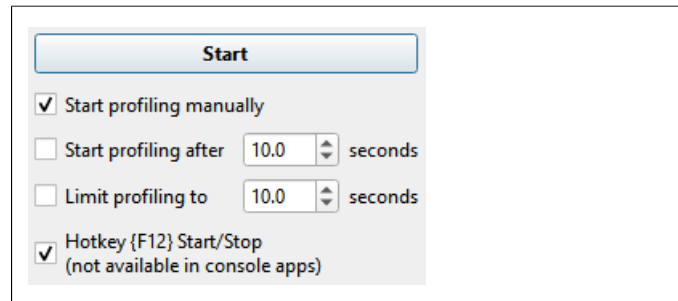 Start
Start profiling manually
Start profiling after 10.0 seconds
Limit profiling to 10.0 seconds
Hotkey {F12} Start/Stop
(not available in console apps)